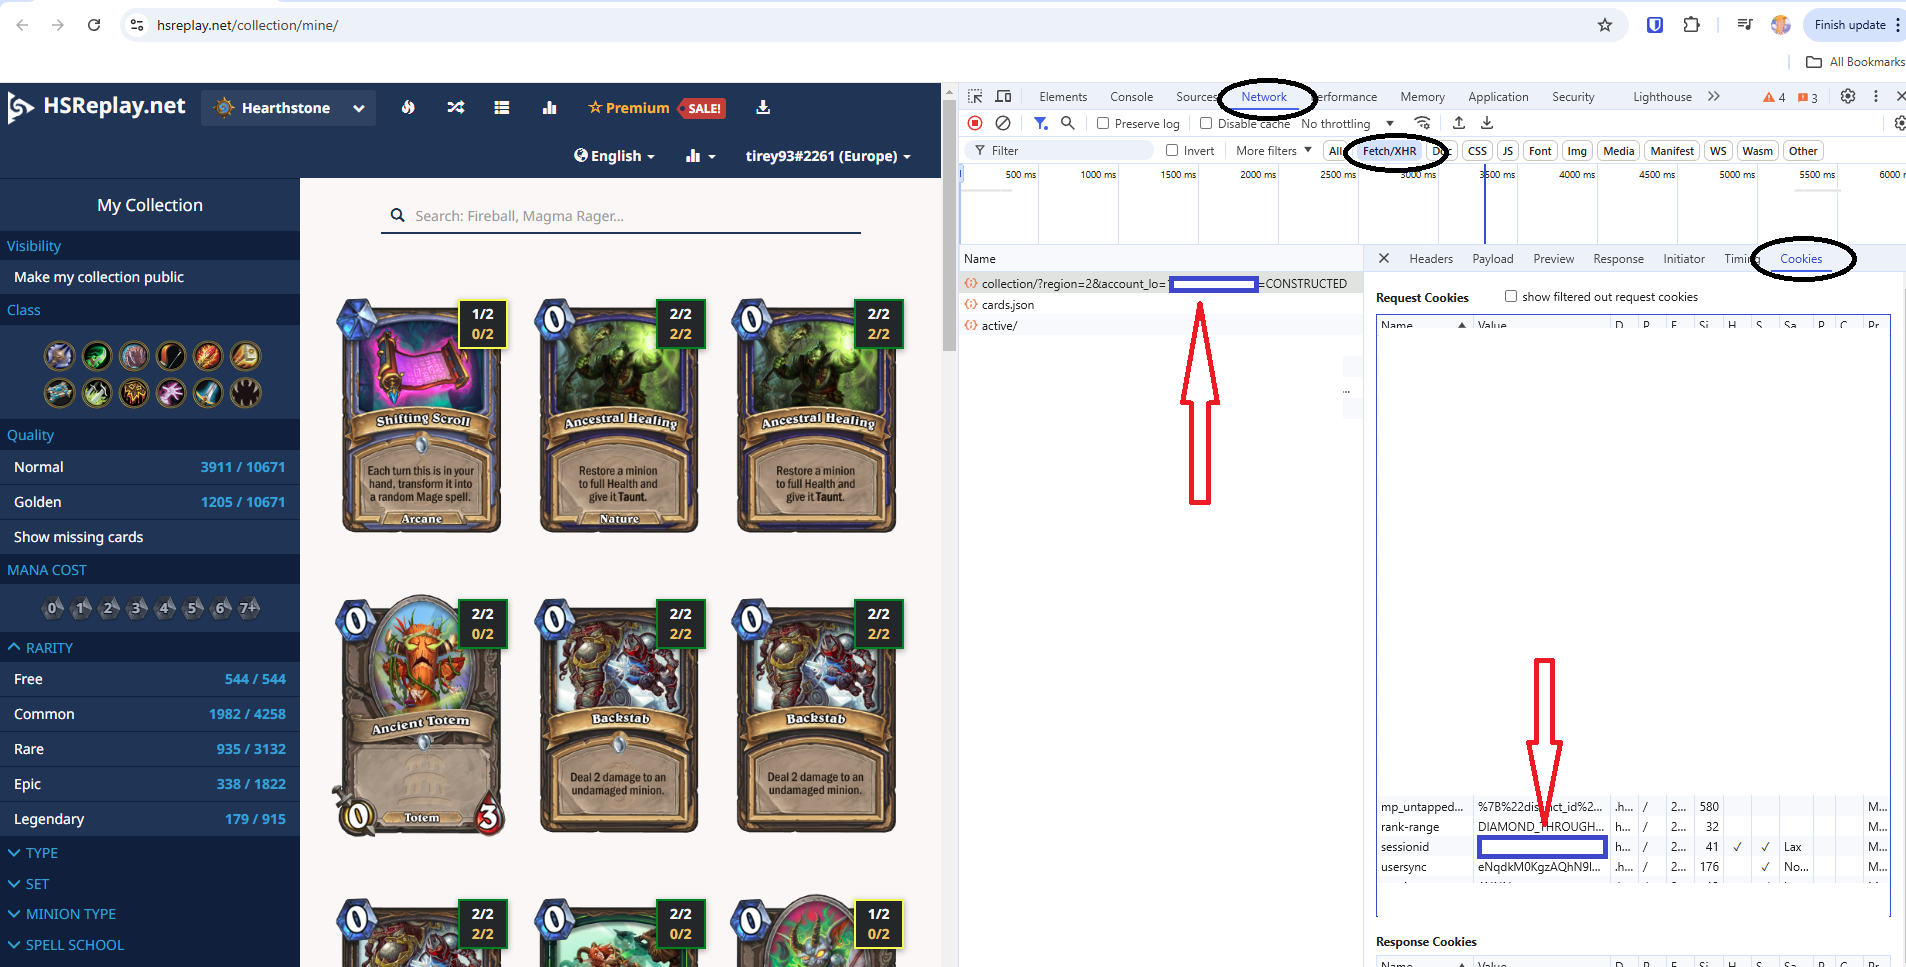 hsreplay.net/collection/mine/
Finish update
All Bookmarks
HSReplay.net
Hearthstone
Premium
SALE!
English
tirey93#2261 (Europe)
My Collection
Visibility
Make my collection public
Class
Quality
Normal 3911 / 10671
Golden 1205 / 10671
Show missing cards
MANA COST
0 1 2 3 4 5 6 7+
RARITY
Free 544 / 544
Common 1982 / 4258
Rare 935 / 3132
Epic 338 / 1822
Legendary 179 / 915
TYPE
SET
MINION TYPE
SPELL SCHOOL
Search: Fireball, Magma Rager...
1/2
0/2
Shifting Scroll
Each turn this is in your
hand, transform it into
a random Mage spell.
Arcane
0
2/2
2/2
Ancestral Healing
Restore a minion
to full Health and
give it Taunt.
Nature
0
2/2
2/2
Ancestral Healing
Restore a minion
to full Health and
give it Taunt.
0
2/2
0/2
Ancient Totem
0 Totem 3
0
2/2
2/2
Backstab
Deal 2 damage to an
undamaged minion.
0
2/2
2/2
Backstab
Deal 2 damage to an
undamaged minion.
0
2/2
2/2
0
2/2
0/2
0
1/2
0/2
Elements Console Sources Network Performance Memory Application Security Lighthouse 4 3
Preserve log Disable cache No throttling
Filter Invert More filters All Fetch/XHR CSS JS Font Img Media Manifest WS Wasm Other
500 ms 1000 ms 1500 ms 2000 ms 2500 ms 3000 ms 3500 ms 4000 ms 4500 ms 5000 ms 5500 ms 6000
Name
collection/?region=2&account_lo= =CONSTRUCTED
cards.json
active/
...
Headers Payload Preview Response Initiator Timing Cookies
Request Cookies show filtered out request cookies
Name Value D. P. E. Si.. H. S. Sa... P. C. Pr
mp_untapped... .h... / 2... 580 M...
rank-range h... / 2... 32 M...
sessionid h... / 2... 41 ✓ ✓ Lax M...
usersync eNqdkM0KgzAQhN9I... .h... / 2... 176 ✓ No... M...
Response Cookies
Name Value D. P. E. Si.. H. S. Sa... P. C. Pr